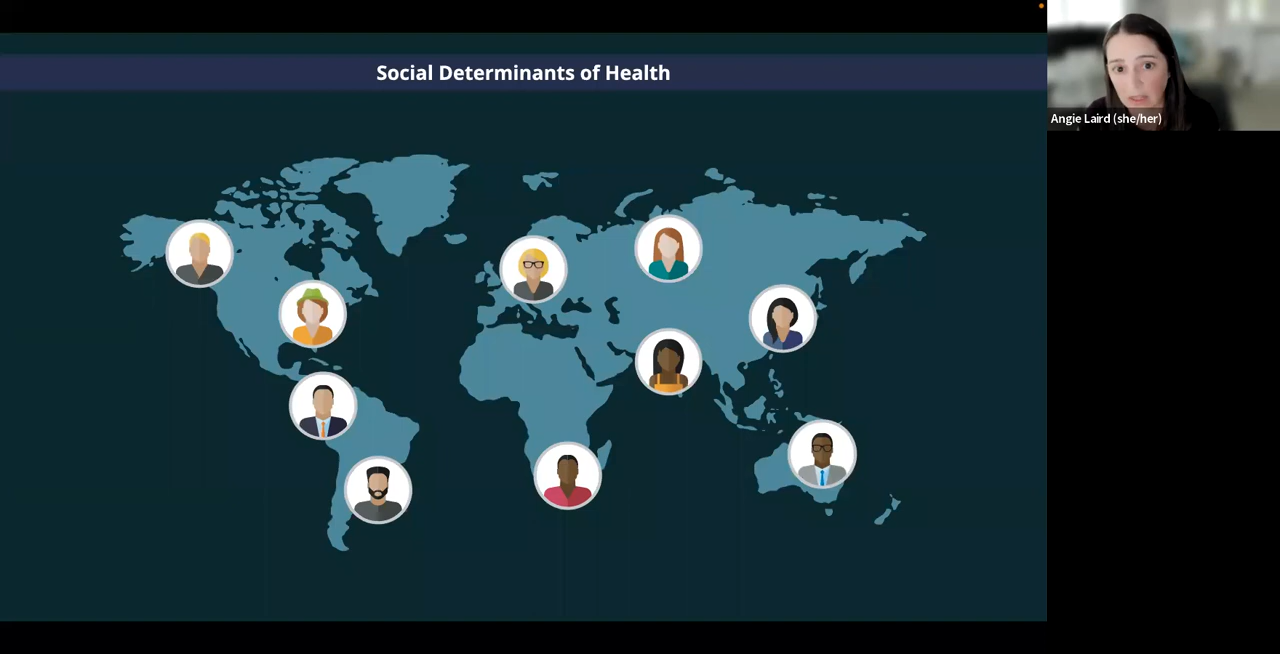 Social Determinants of Health
Angie Laird (she/her)